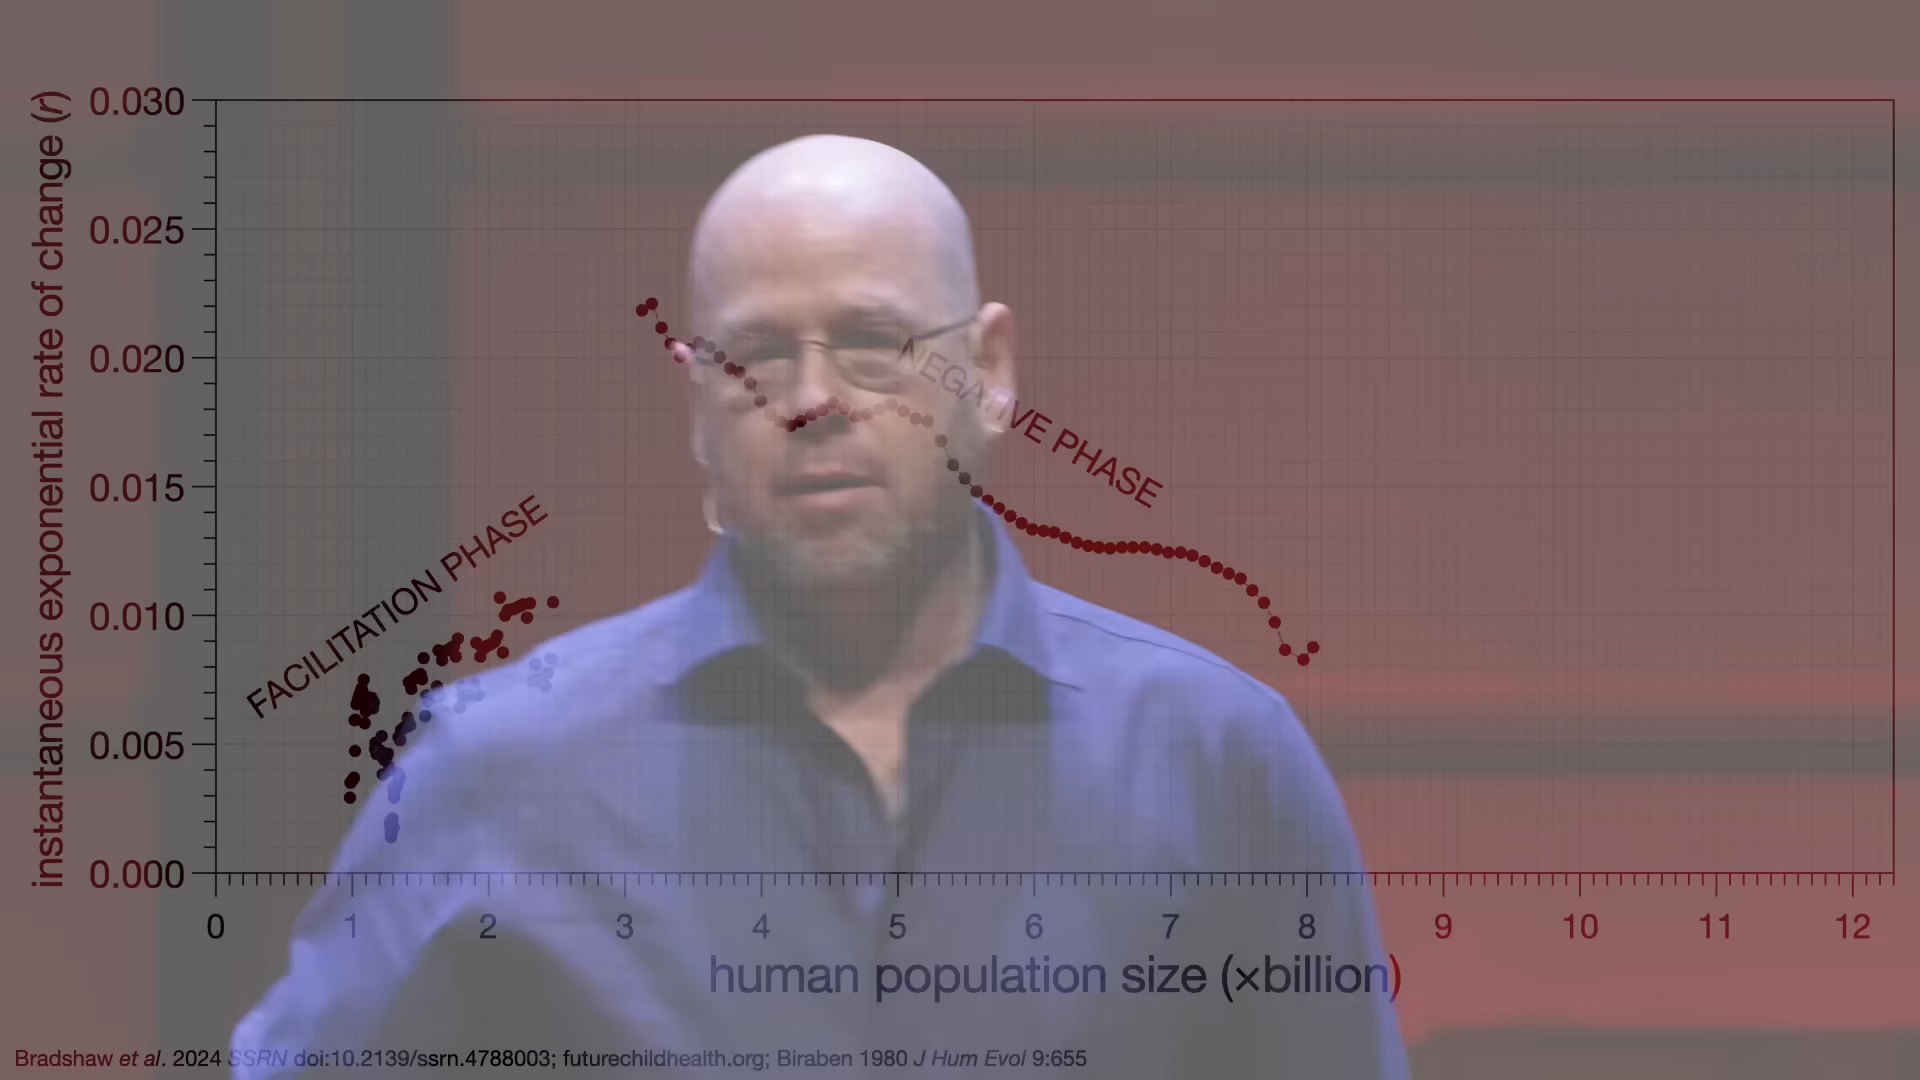 instantaneous exponential rate of change (r)
0.030
0.025
0.020
0.015
0.010
0.005
0.000
FACILITATION PHASE
NEGATIVE PHASE
0 1 2 3 4 5 6 7 8 9 10 11 12
human population size (×billion)
Bradshaw et al. 2024 SSRN doi:10.2139/ssrn.4788003; futurechildhealth.org; Biraben 1980 J Hum Evol 9:655